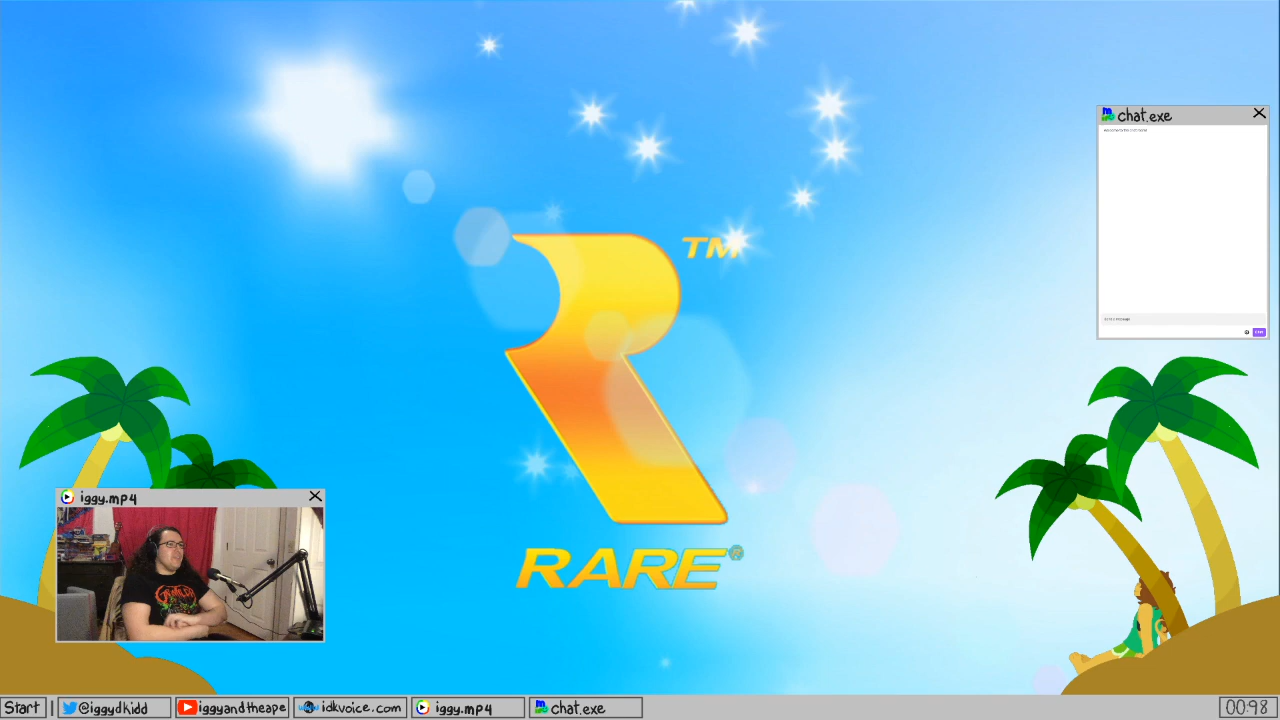 TM
chat.exe
RARE®
iggy.mp4
Start
@iggydkidd
iggyandtheape
idkvoice.com
iggy.mp4
chat.exe
00:98